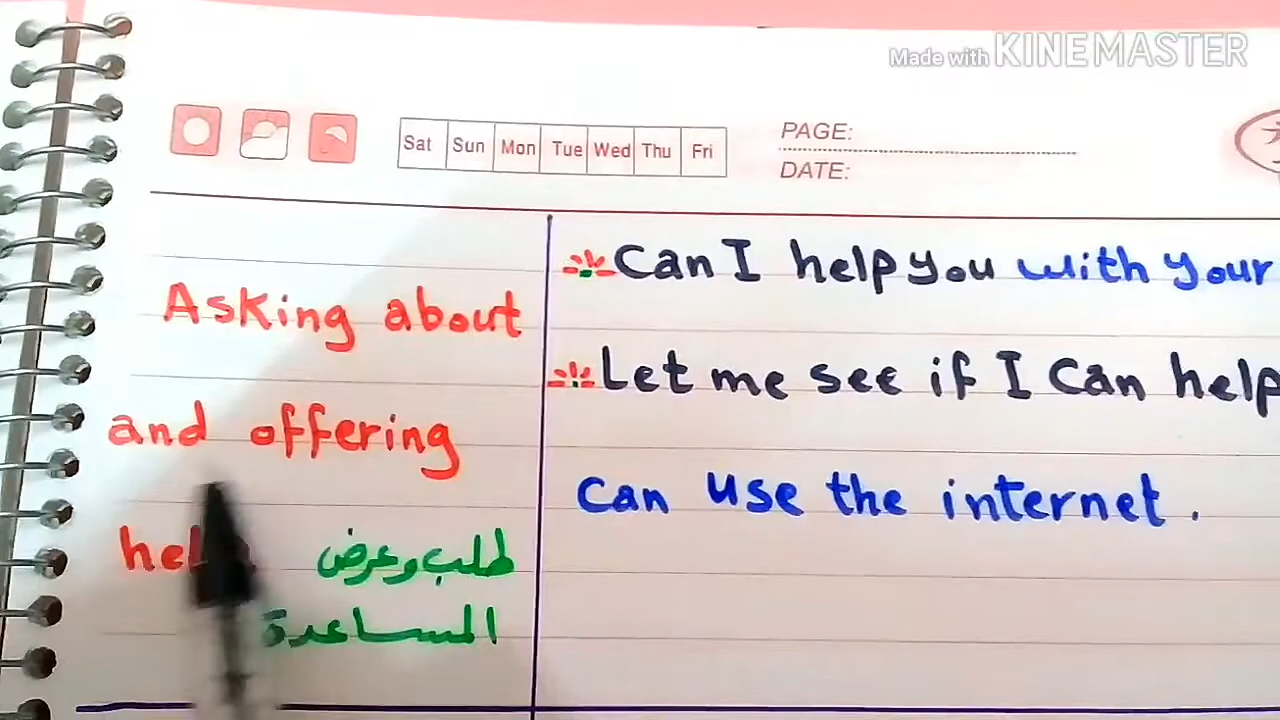 Made with KINEMASTER
Sat Sun Mon Tue Wed Thu Fri
PAGE:
DATE:
Asking about
and offering
طلب وعرض
المساعدة
Can I help you with your
Let me see if I Can help
Can use the internet.